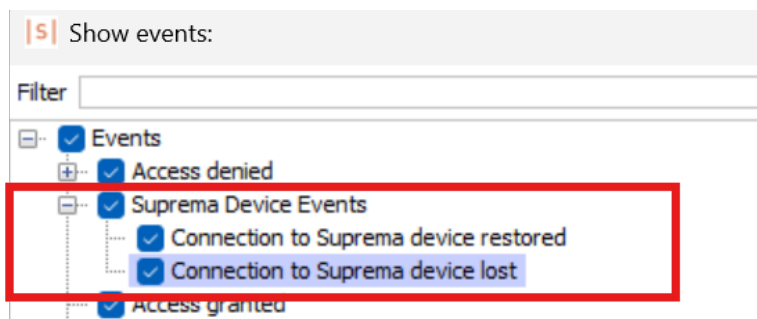 |S| Show events:
Filter
Events
Access denied
Suprema Device Events
Connection to Suprema device restored
Connection to Suprema device lost
Access granted